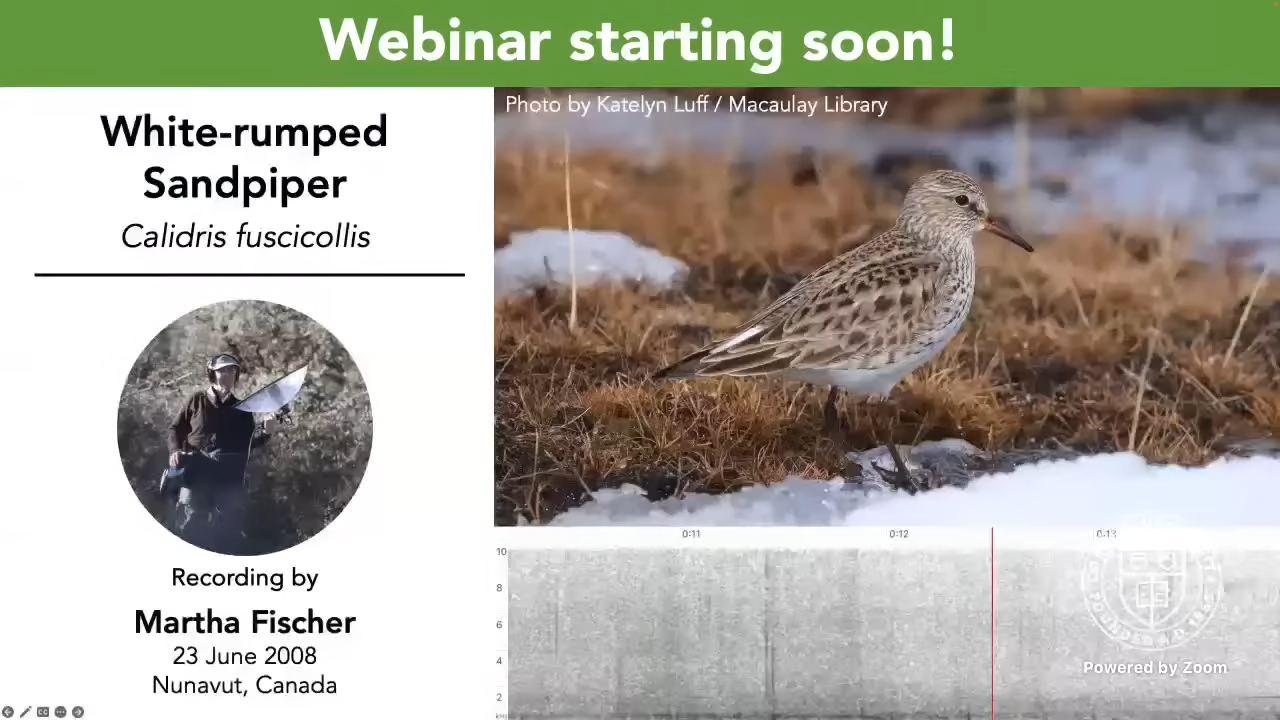 Webinar starting soon!
White-rumped
Sandpiper
Calidris fuscicollis
Recording by
Martha Fischer
23 June 2008
Nunavut, Canada
Photo by Katelyn Luff / Macaulay Library
0:11 0:12 0:13
10
8
6
4
2
kHz
Powered by Zoom